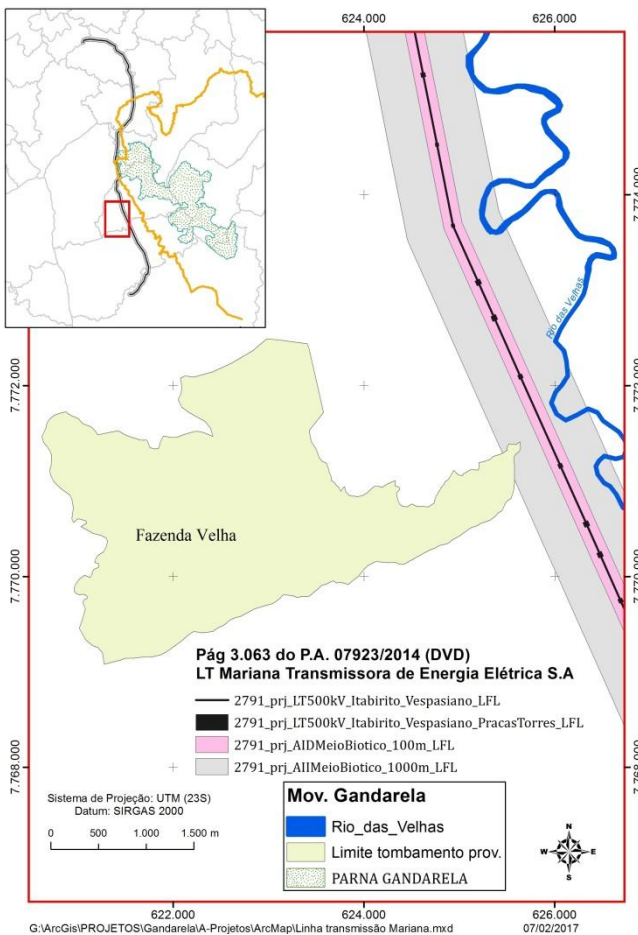 624.000
626.000
7.774.000
7.774.000
Rio das Velhas
7.772.000
7.772.000
Fazenda Velha
7.770.000
7.770.000
Pág 3.063 do P.A. 07923/2014 (DVD)
LT Mariana Transmissora de Energia Elétrica S.A
2791_prj_LT500kV_Itabirito_Vespasiano_LFL
2791_prj_LT500kV_Itabirito_Vespasiano_PracasTorres_LFL
2791_prj_AIDMeioBiotico_100m_LFL
2791_prj_AIIMeioBiotico_1000m_LFL
7.768.000
7.768.000
Sistema de Projeção: UTM (23S)
Datum: SIRGAS 2000
0 500 1.000 1.500 m
Mov. Gandarela
Rio_das_Velhas
Limite tombamento prov.
PARNA GANDARELA
N
W E
S
622.000
624.000
626.000
G:\ArcGis\PROJETOS\Gandarela\A-Projetos\ArcMap\Linha transmissão Mariana.mxd
07/02/2017